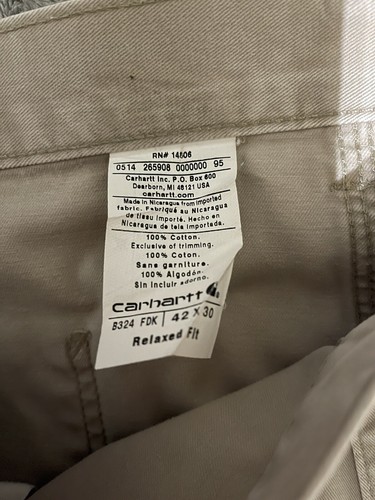 RN# 14806
0514 265908 0000000 95
Carhartt Inc. P.O. Box 600
Dearborn, MI 48121 USA
carhartt.com
Made in Nicaragua from imported
fabric. Fabriqué au Nicaragua
de tissu importé. Hecho en
Nicaragua de tela importada.
100% Cotton.
Exclusive of trimming.
100% Coton.
Sans garniture.
100% Algodón.
Sin incluir adorno.
carhartt
B324 FDK | 42 X 30
Relaxed Fit